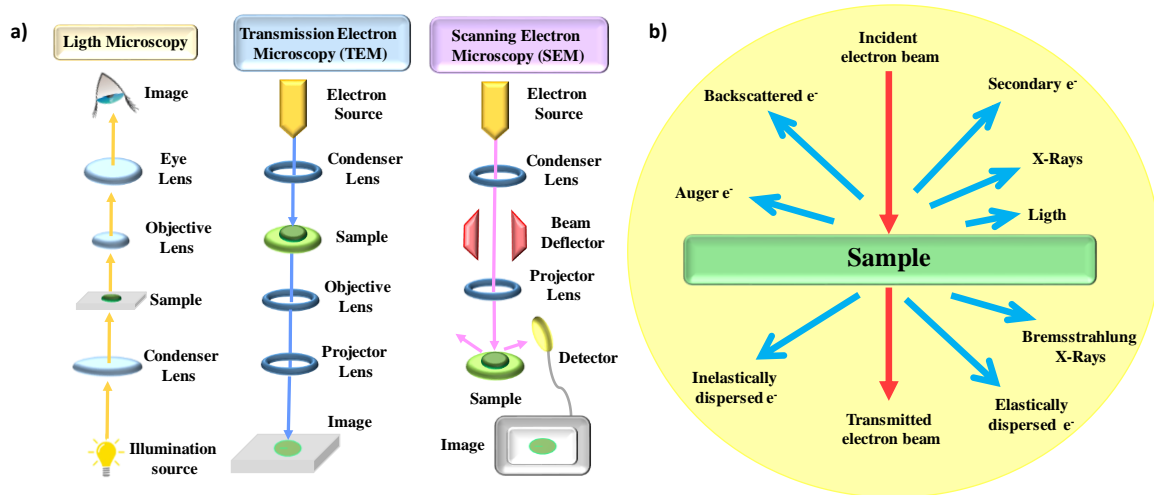 a)
Ligth Microscopy
Image
Eye
Lens
Objective
Lens
Sample
Condenser
Lens
Illumination
source
Transmission Electron
Microscopy (TEM)
Electron
Source
Condenser
Lens
Sample
Objective
Lens
Projector
Lens
Image
Scanning Electron
Microscopy (SEM)
Electron
Source
Condenser
Lens
Beam
Deflector
Projector
Lens
Detector
Sample
Image
b)
Incident
electron beam
Backscattered e-
Secondary e-
X-Rays
Auger e-
Ligth
Sample
Bremsstrahlung
X-Rays
Inelastically
dispersed e-
Transmitted
electron beam
Elastically
dispersed e-